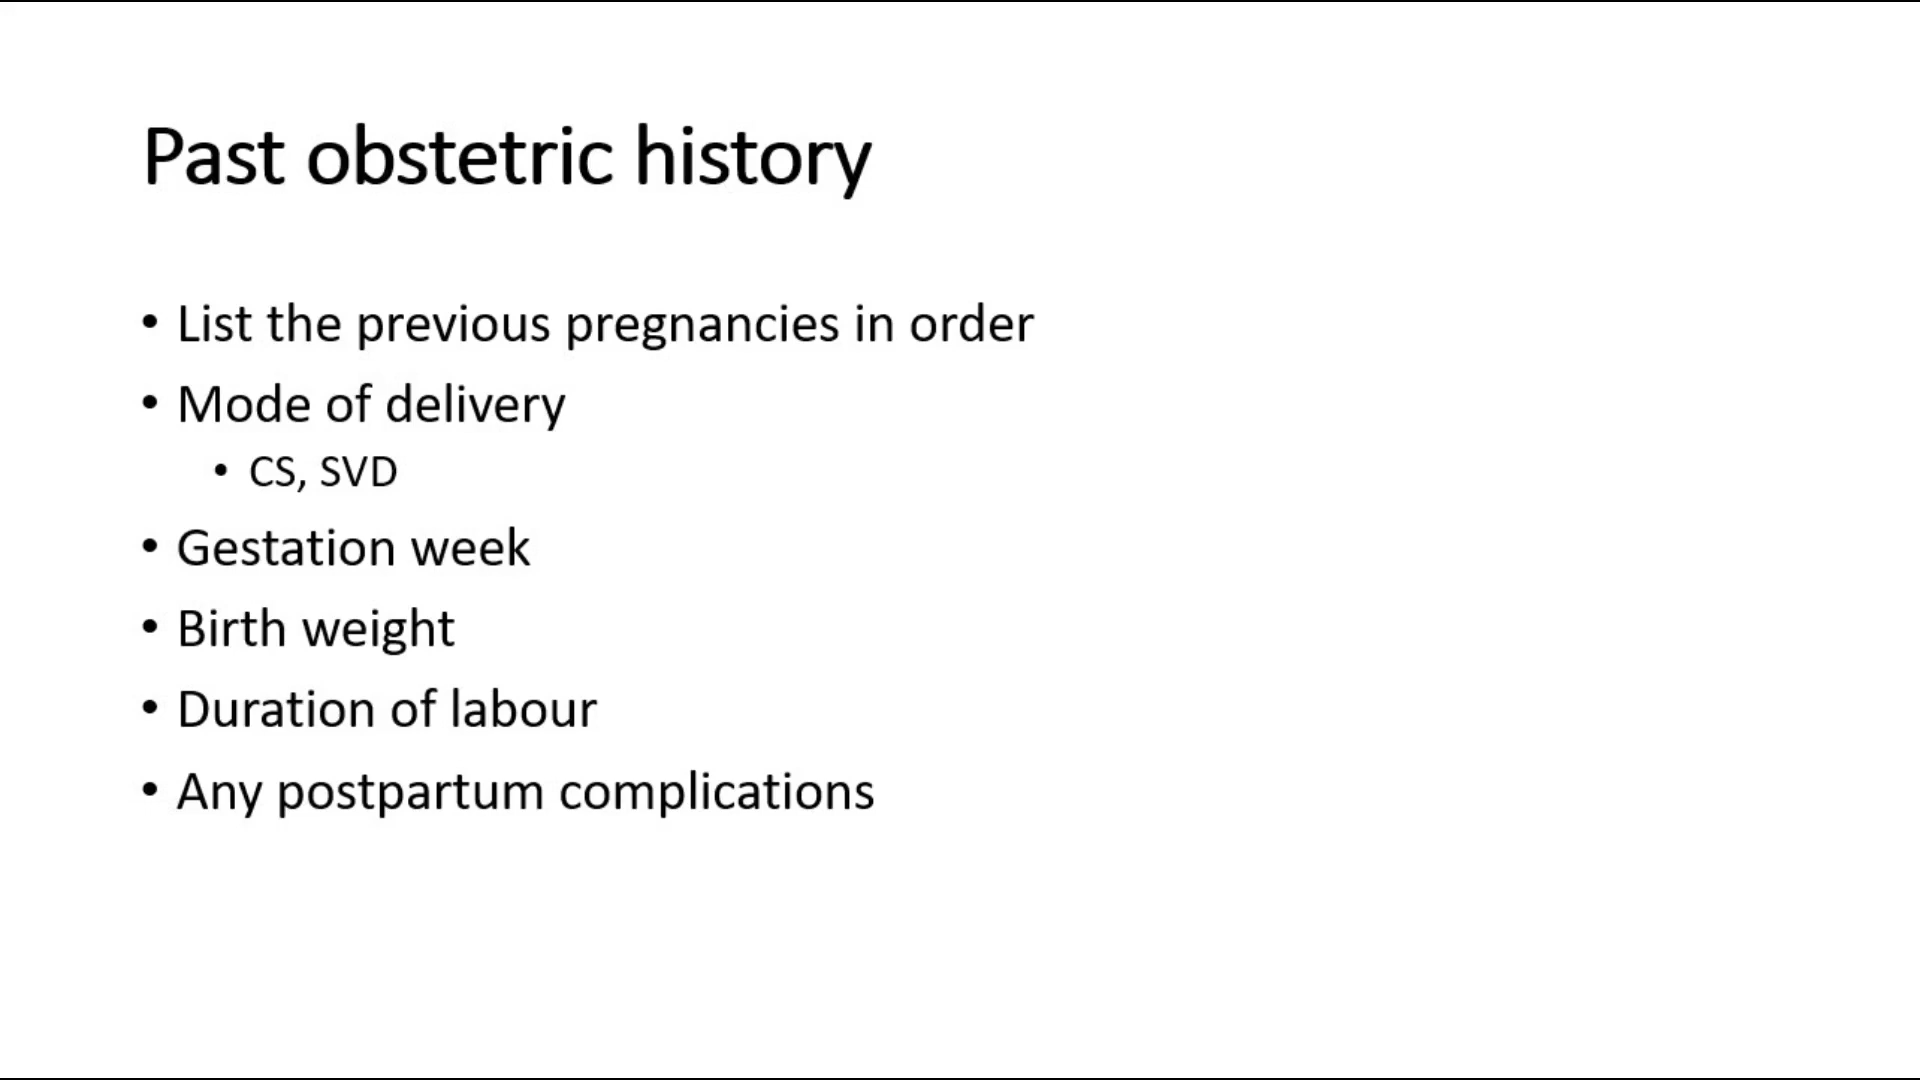 Past obstetric history
• List the previous pregnancies in order
• Mode of delivery
• CS, SVD
• Gestation week
• Birth weight
• Duration of labour
• Any postpartum complications